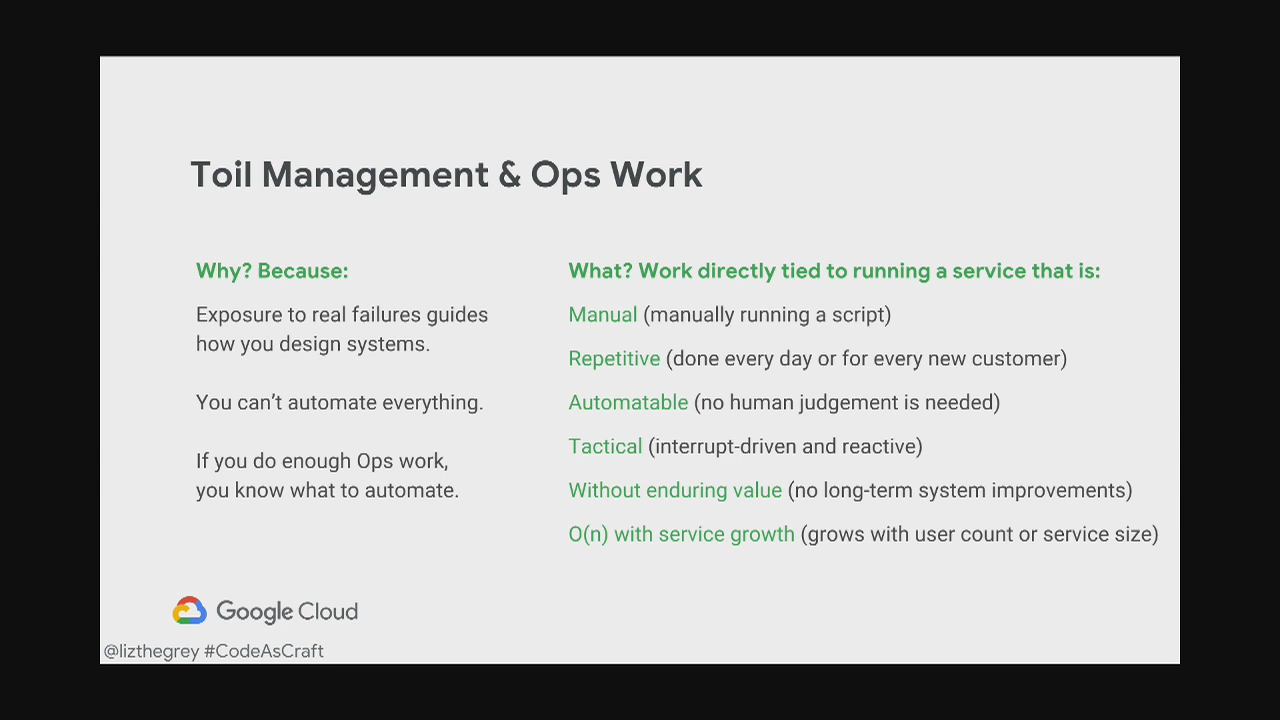 Toil Management & Ops Work
Why? Because:
Exposure to real failures guides
how you design systems.
You can’t automate everything.
If you do enough Ops work,
you know what to automate.
What? Work directly tied to running a service that is:
Manual (manually running a script)
Repetitive (done every day or for every new customer)
Automatable (no human judgement is needed)
Tactical (interrupt-driven and reactive)
Without enduring value (no long-term system improvements)
O(n) with service growth (grows with user count or service size)
Google Cloud
@lizthegrey #CodeAsCraft